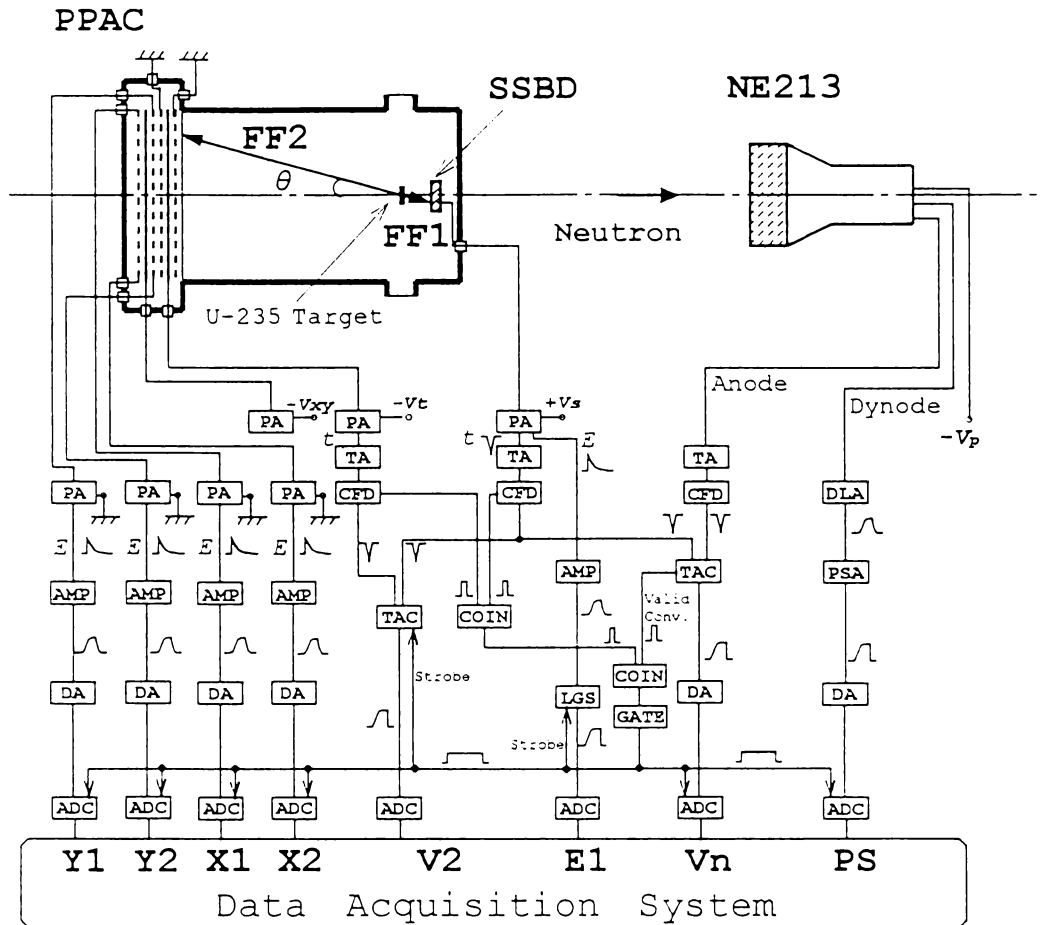 PPAC
SSBD
NE213
FF2
θ
FF1
Neutron
U-235 Target
Anode
Dynode
-Vxy
-Vt
+Vs
-Vp
PA
PA
PA
t
t
E
TA
TA
TA
PA
PA
PA
PA
CFD
CFD
CFD
DLA
E
E
E
E
AMP
AMP
AMP
AMP
AMP
TAC
PSA
TAC
COIN
Valid
Conv.
COIN
Strobe
DA
DA
DA
DA
LGS
DA
DA
GATE
Strobe
ADC
ADC
ADC
ADC
ADC
ADC
ADC
ADC
Y1 Y2 X1 X2 V2 E1 Vn PS
Data Acquisition System